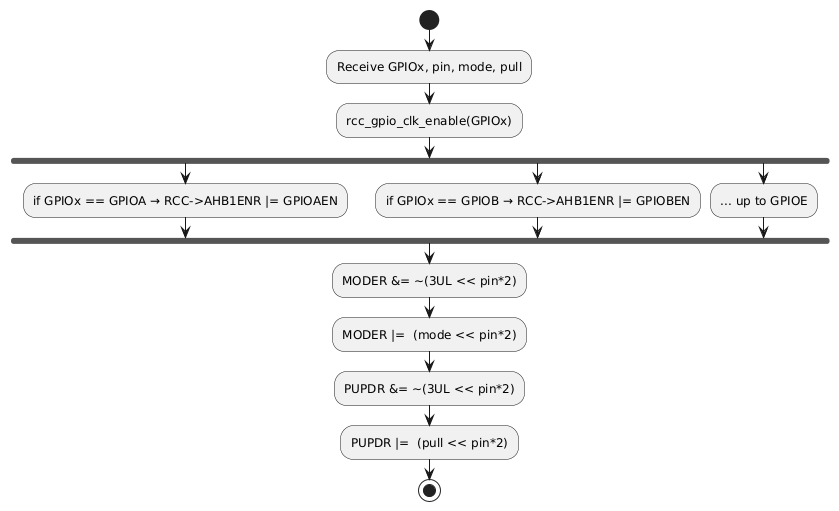 Receive GPIOx, pin, mode, pull
rcc_gpio_clk_enable(GPIOx)
if GPIOx == GPIOA → RCC->AHB1ENR |= GPIOAEN
if GPIOx == GPIOB → RCC->AHB1ENR |= GPIOBEN
... up to GPIOE
MODER &= ~(3UL << pin*2)
MODER |=  (mode << pin*2)
PUPDR &= ~(3UL << pin*2)
PUPDR |=  (pull << pin*2)